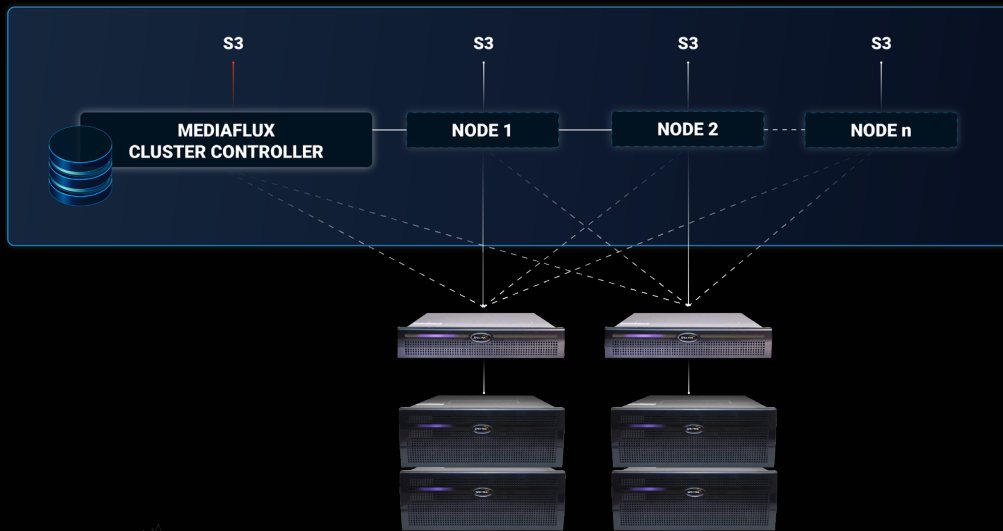 S3
S3
S3
S3
MEDIAFLUX
CLUSTER CONTROLLER
NODE 1
NODE 2
NODE n